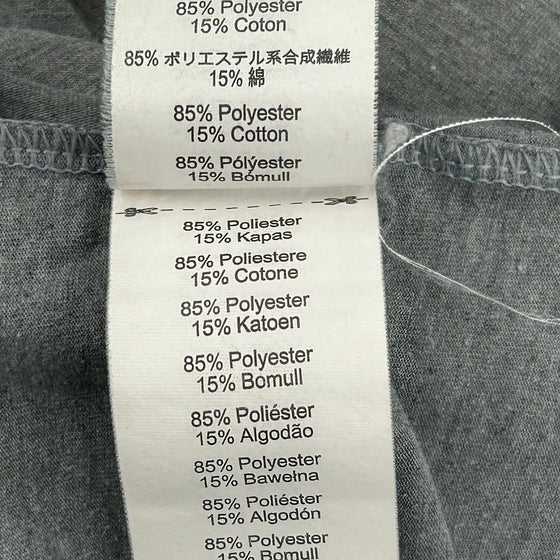 85% Polyester
15% Coton
85% ポリエステル系合成繊維
15% 綿
85% Polyester
15% Cotton
85% Pólýester
15% Bómull
85% Poliester
15% Kapas
85% Poliestere
15% Cotone
85% Polyester
15% Katoen
85% Polyester
15% Bomull
85% Poliéster
15% Algodão
85% Polyester
15% Bawełna
85% Poliéster
15% Algodón
85% Polyester
15% Bomull